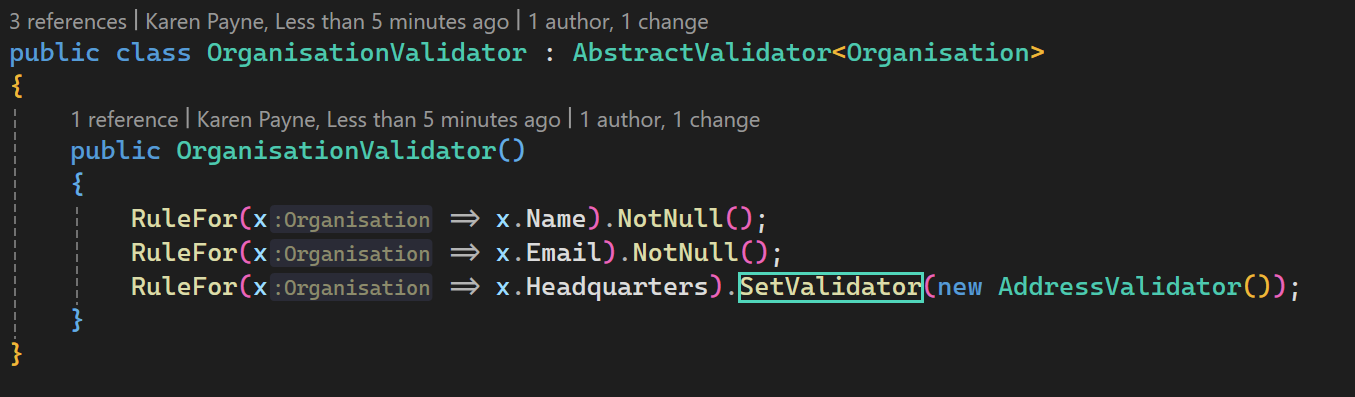 3 references | Karen Payne, Less than 5 minutes ago | 1 author, 1 change
public class OrganisationValidator : AbstractValidator<Organisation>
{
1 reference | Karen Payne, Less than 5 minutes ago | 1 author, 1 change
public OrganisationValidator()
{
RuleFor(x:Organisation => x.Name).NotNull();
RuleFor(x:Organisation => x.Email).NotNull();
RuleFor(x:Organisation => x.Headquarters).SetValidator(new AddressValidator());
}
}